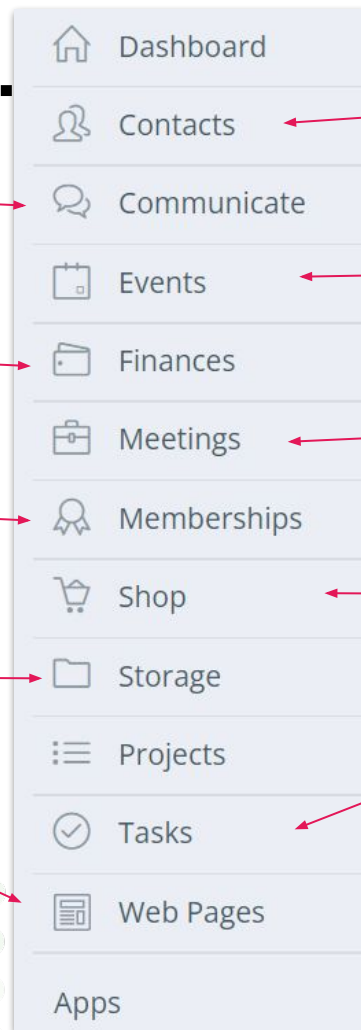 Dashboard
Contacts
Communicate
Events
Finances
Meetings
Memberships
Shop
Storage
Projects
Tasks
Web Pages
Apps